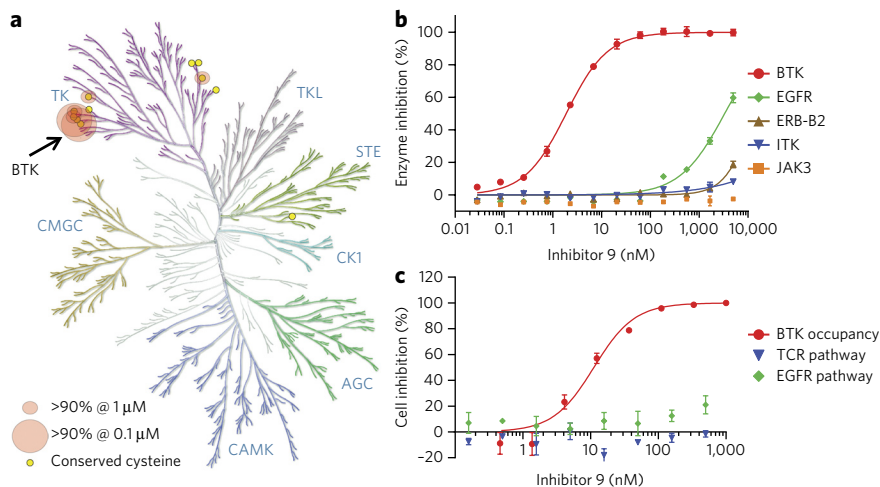 a
TK
BTK
TKL
STE
CMGC
CK1
AGC
CAMK
>90% @ 1 µM
>90% @ 0.1 µM
Conserved cysteine
b
Enzyme inhibition (%)
100
80
60
40
20
0
0.01 0.1 1 10 100 1,000 10,000
Inhibitor 9 (nM)
BTK
EGFR
ERB-B2
ITK
JAK3
c
Cell inhibition (%)
120
100
80
60
40
20
0
−20
1 10 100 1,000
Inhibitor 9 (nM)
BTK occupancy
TCR pathway
EGFR pathway